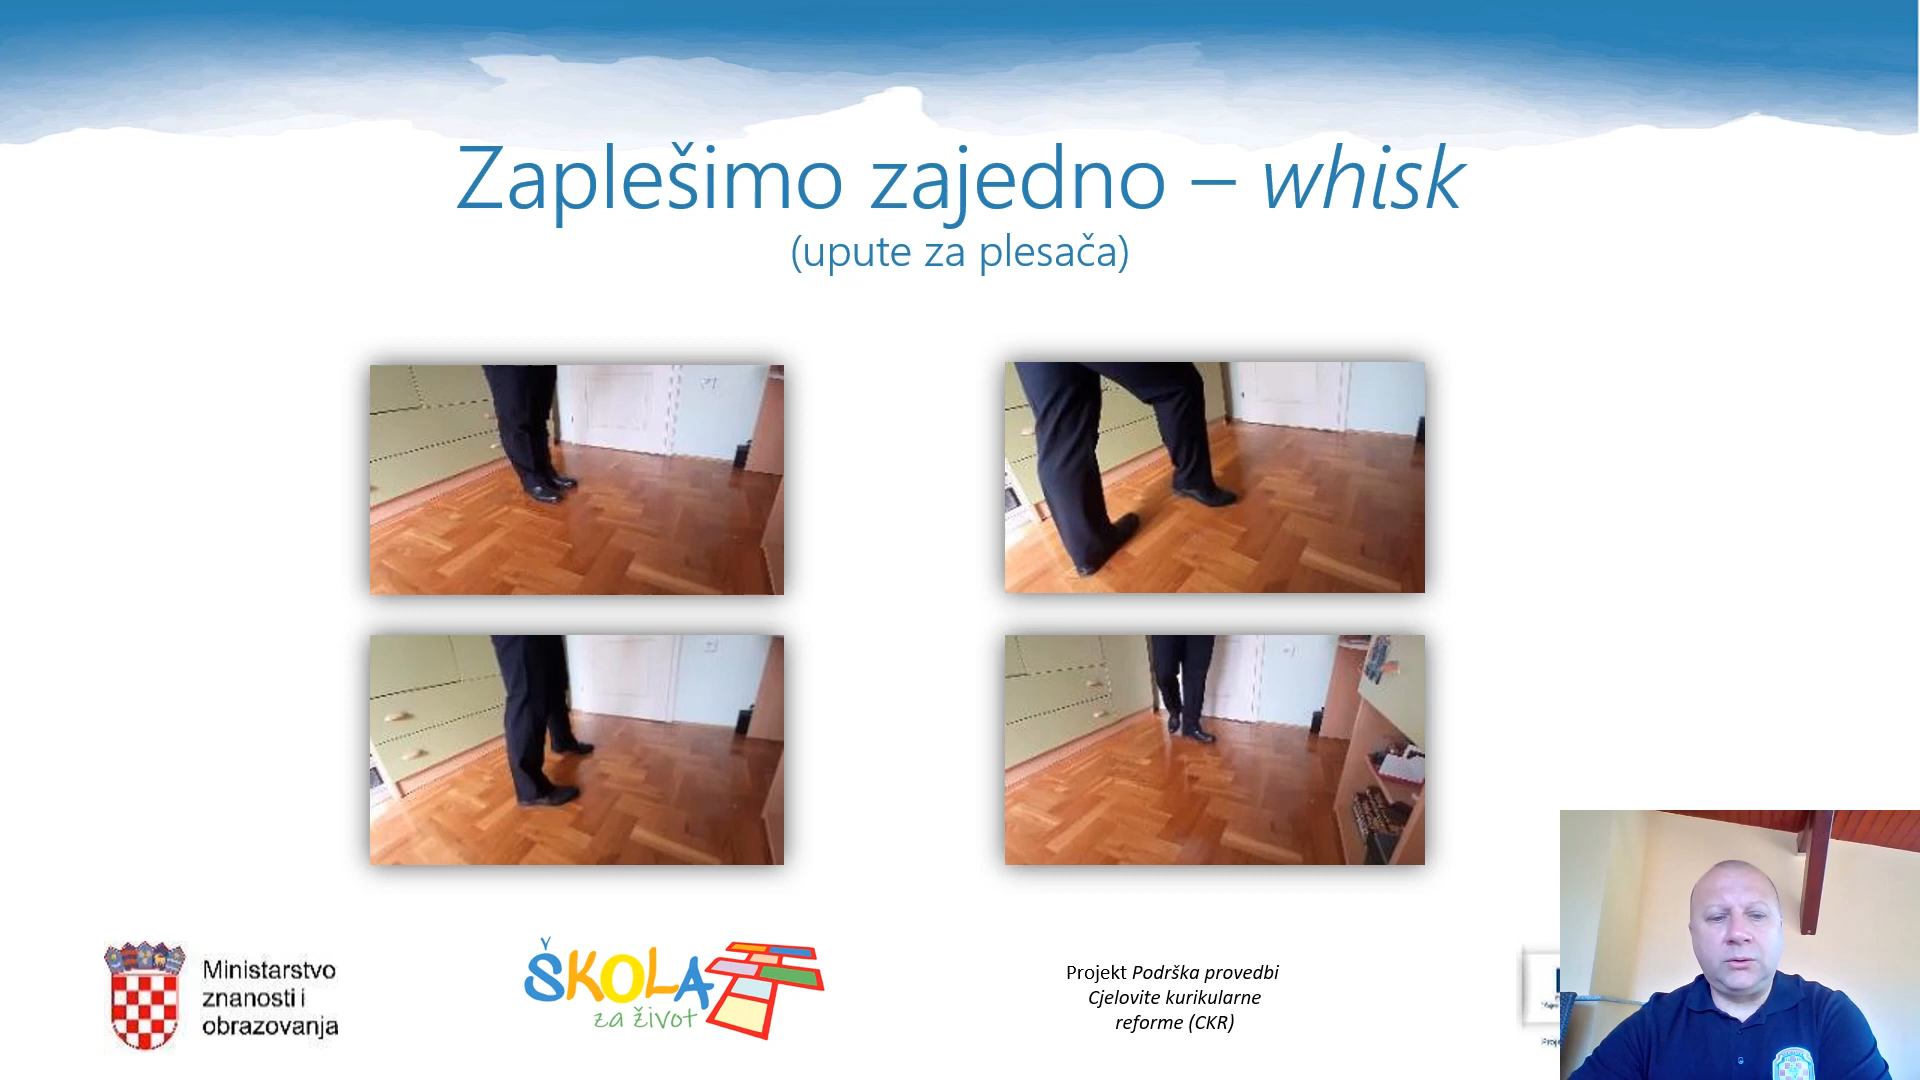 Zaplešimo zajedno – whisk
(upute za plesača)
Ministarstvo
znanosti i
obrazovanja
ŠKOLA
za život
Projekt Podrška provedbi
Cjelovite kurikularne
reforme (CKR)